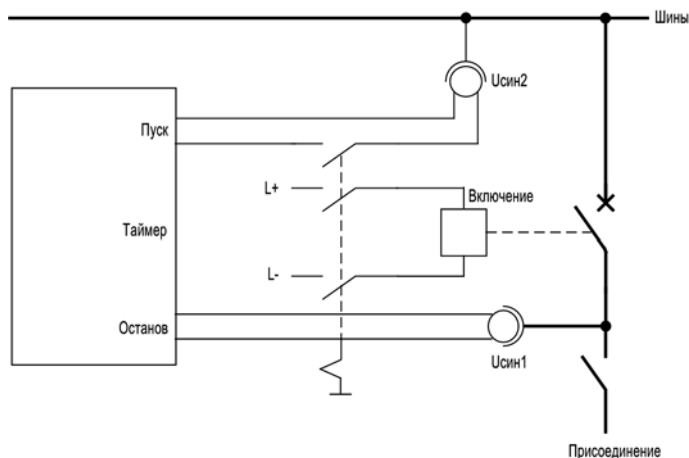 Шины
Uсин2
Пуск
L+
Включение
Таймер
L-
Останов
Uсин1
Присоединение